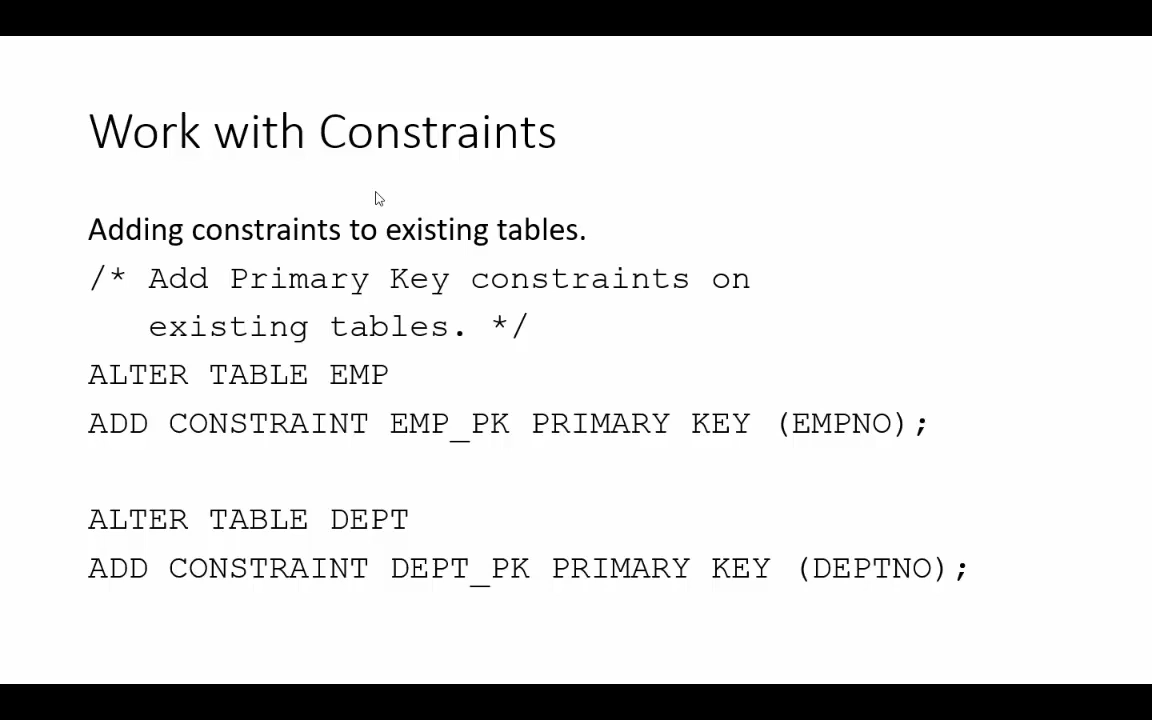 Work with Constraints
Adding constraints to existing tables.
/* Add Primary Key constraints on
existing tables. */
ALTER TABLE EMP
ADD CONSTRAINT EMP_PK PRIMARY KEY (EMPNO);
ALTER TABLE DEPT
ADD CONSTRAINT DEPT_PK PRIMARY KEY (DEPTNO);